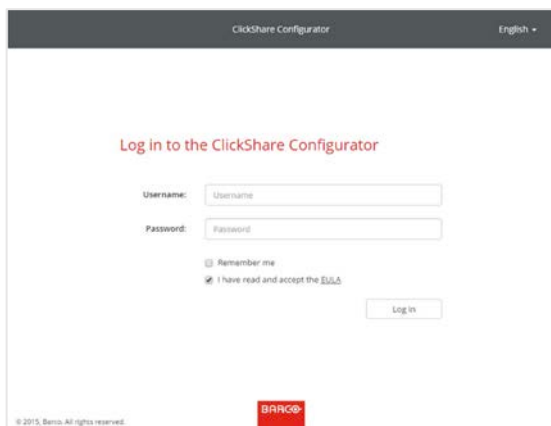 ClickShare Configurator
English
Log in to the ClickShare Configurator
Username: Username
Password: Password
Remember me
I have read and accept the EULA
Log in
BARCO
© 2015, Barco. All rights reserved.